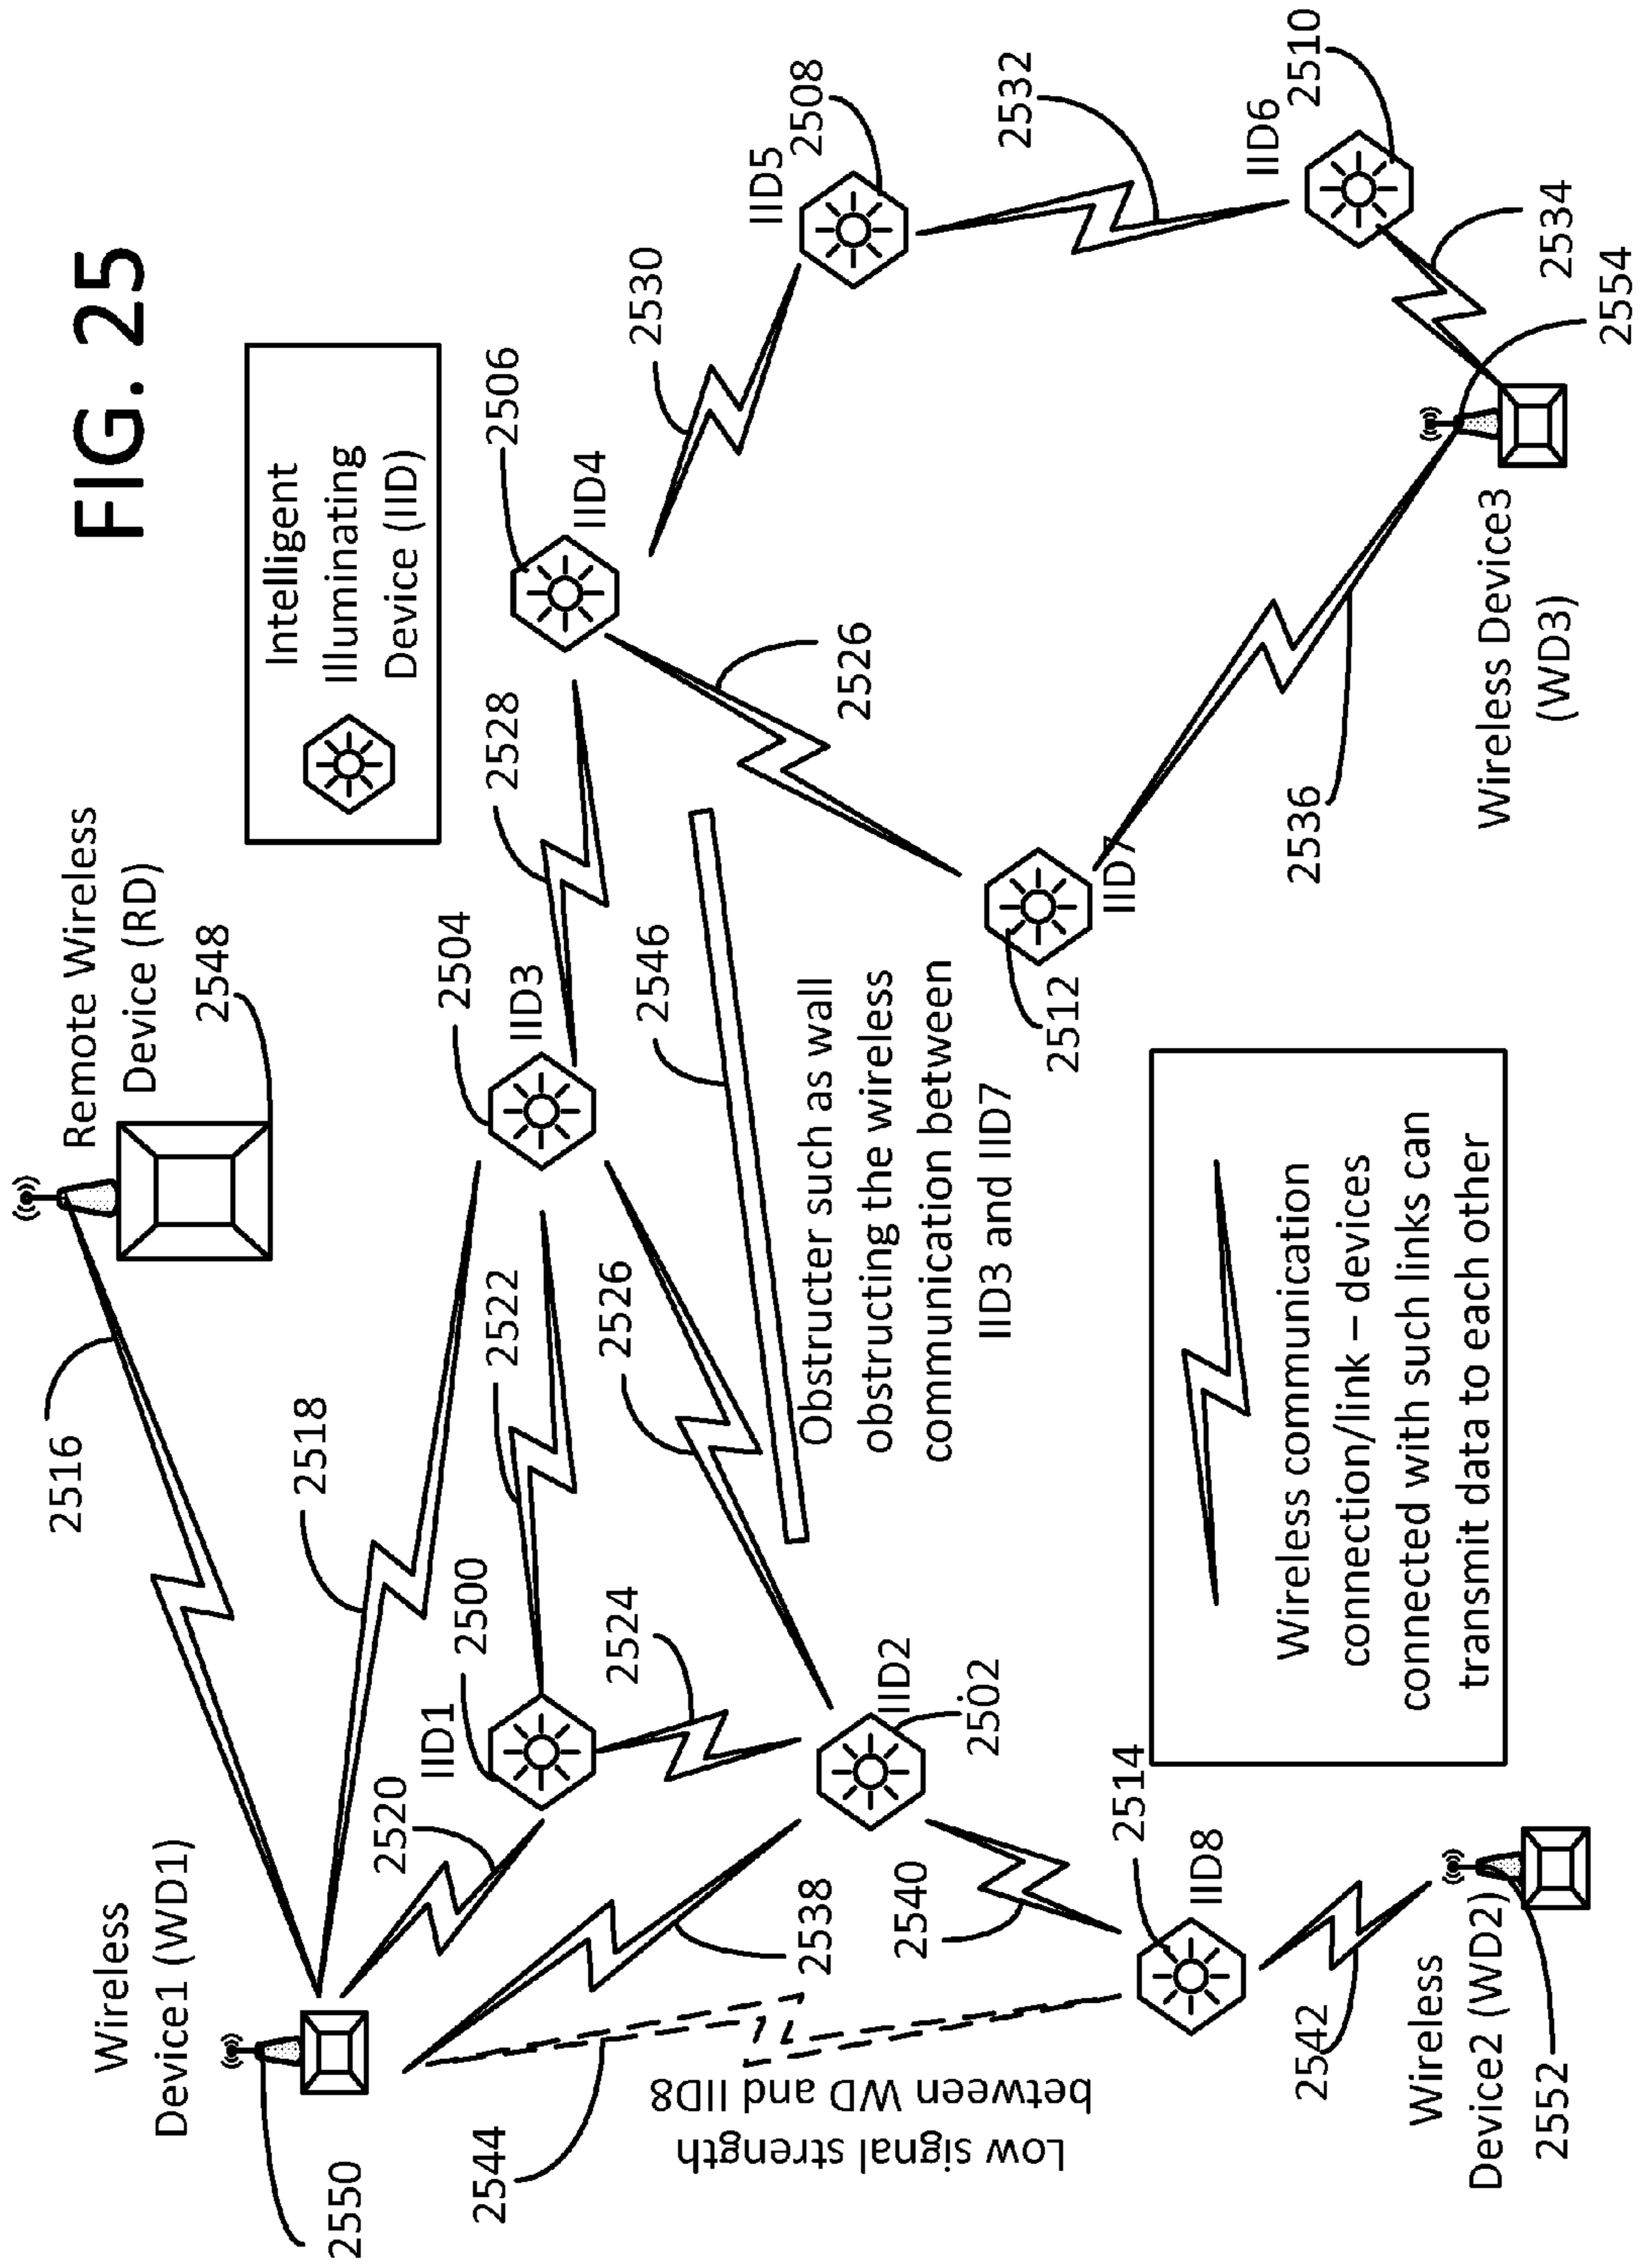 FIG. 25
Remote Wireless
Device (RD)
2548
2516
Intelligent
Illuminating
Device (IID)
Wireless
Device1 (WD1)
2550
2518
2520
IID1
2500
2522
2504
IID3
2528
2506
IID4
2530
IID5
2508
2532
IID6
2510
2524
2526
2546
2526
2544
Low signal strength
between WD and IID8
2538
IID2
2502
2540
Obstructer such as wall
obstructing the wireless
communication between
IID3 and IID7
2512
IID7
2536
2534
2554
Wireless Device3
(WD3)
2514
IID8
2542
Wireless
Device2 (WD2)
2552
Wireless communication
connection/link – devices
connected with such links can
transmit data to each other